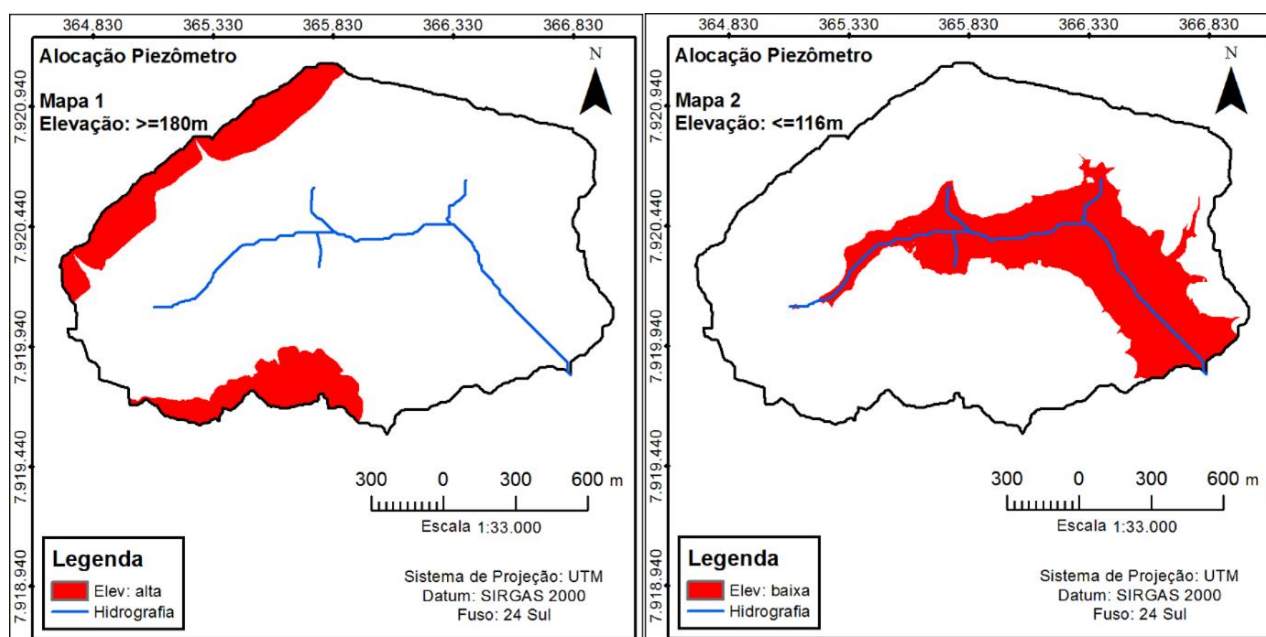 364.830 365.330 365.830 366.330 366.830
Alocação Piezômetro
N
Mapa 1
Elevação: >=180m
7.920.940
7.920.440
7.919.940
7.919.440
7.918.940
300 0 300 600 m
Escala 1:33.000
Legenda
Elev: alta
Hidrografia
Sistema de Projeção: UTM
Datum: SIRGAS 2000
Fuso: 24 Sul
364.830 365.330 365.830 366.330 366.830
Alocação Piezômetro
N
Mapa 2
Elevação: <=116m
7.920.940
7.920.440
7.919.940
7.919.440
7.918.940
300 0 300 600 m
Escala 1:33.000
Legenda
Elev: baixa
Hidrografia
Sistema de Projeção: UTM
Datum: SIRGAS 2000
Fuso: 24 Sul